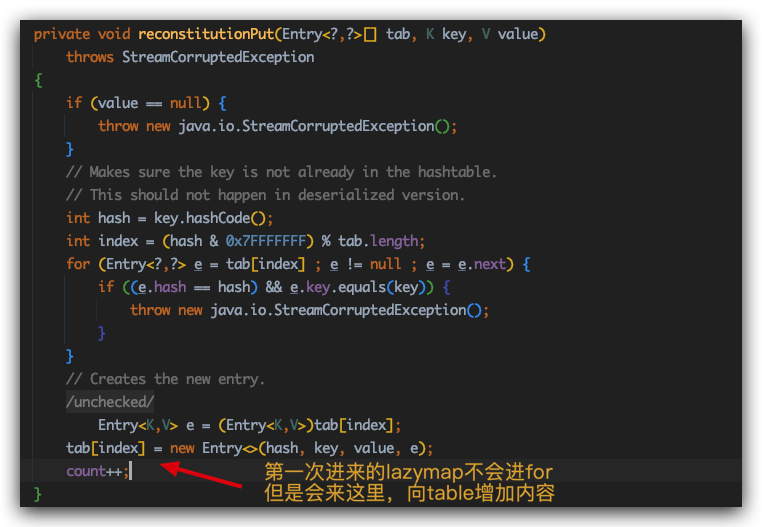 private void reconstitutionPut(Entry<?,?>[] tab, K key, V value)
throws StreamCorruptedException
{
if (value == null) {
throw new java.io.StreamCorruptedException();
}
// Makes sure the key is not already in the hashtable.
// This should not happen in deserialized version.
int hash = key.hashCode();
int index = (hash & 0x7FFFFFFF) % tab.length;
for (Entry<?,?> e = tab[index] ; e != null ; e = e.next) {
if ((e.hash == hash) && e.key.equals(key)) {
throw new java.io.StreamCorruptedException();
}
}
// Creates the new entry.
/unchecked/
Entry<K,V> e = (Entry<K,V>)tab[index];
tab[index] = new Entry<>(hash, key, value, e);
count++;
第一次进来的lazymap不会进for
但是会来这里，向table增加内容
}